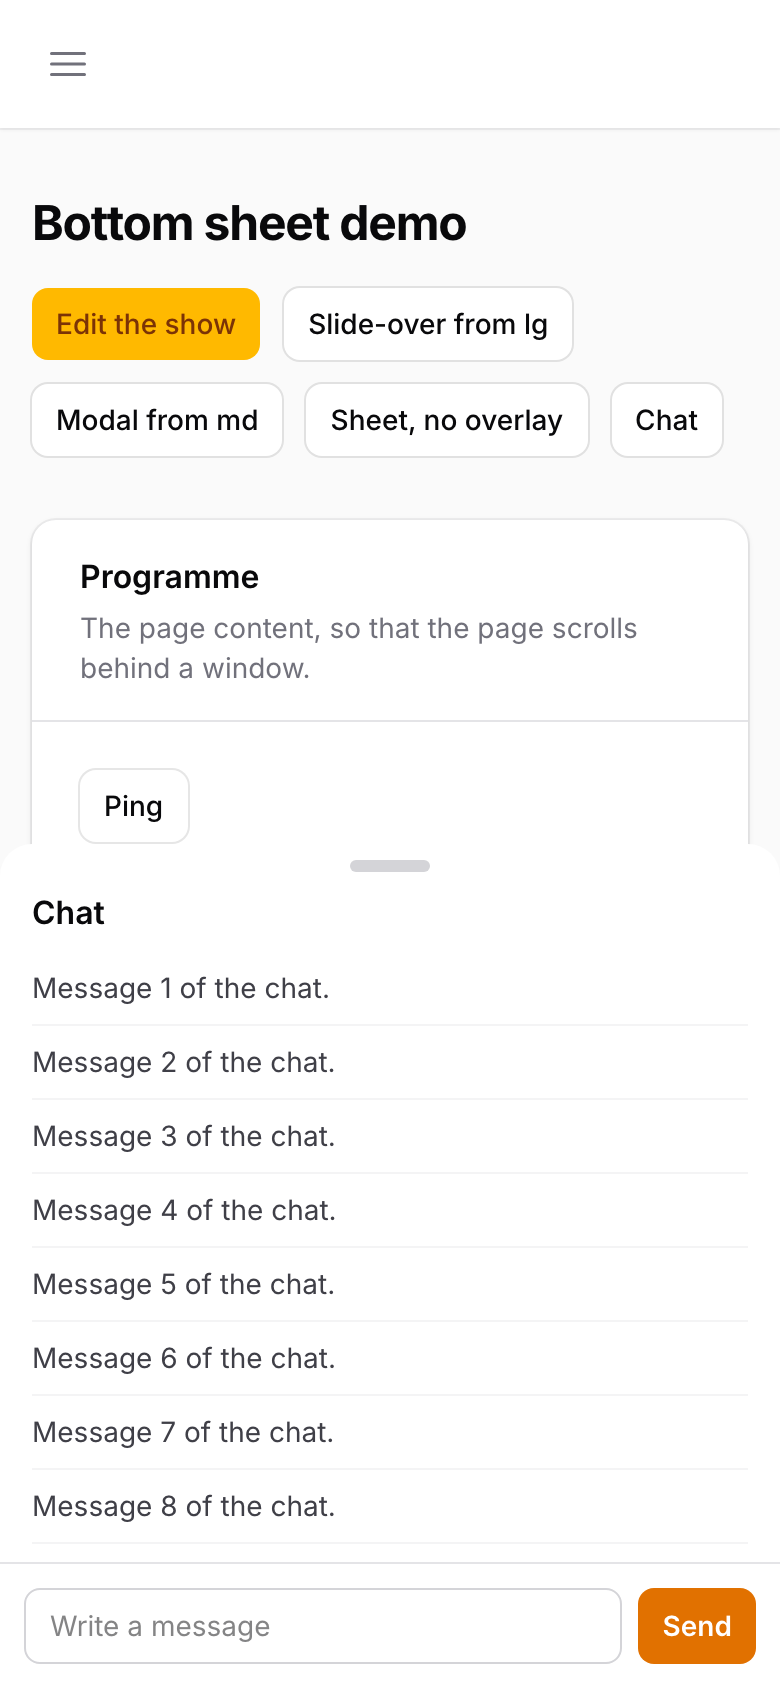 Bottom sheet demo
Edit the show
Slide-over from lg
Modal from md
Sheet, no overlay
Chat
Programme
The page content, so that the page scrolls
behind a window.
Ping
Chat
Message 1 of the chat.
Message 2 of the chat.
Message 3 of the chat.
Message 4 of the chat.
Message 5 of the chat.
Message 6 of the chat.
Message 7 of the chat.
Message 8 of the chat.
Write a message
Send